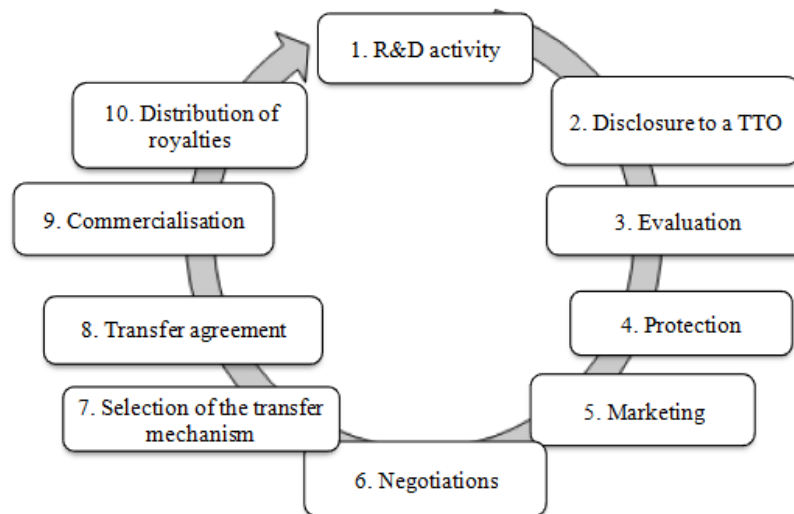 1. R&D activity
2. Disclosure to a TTO
3. Evaluation
4. Protection
5. Marketing
6. Negotiations
7. Selection of the transfer
mechanism
8. Transfer agreement
9. Commercialisation
10. Distribution of
royalties